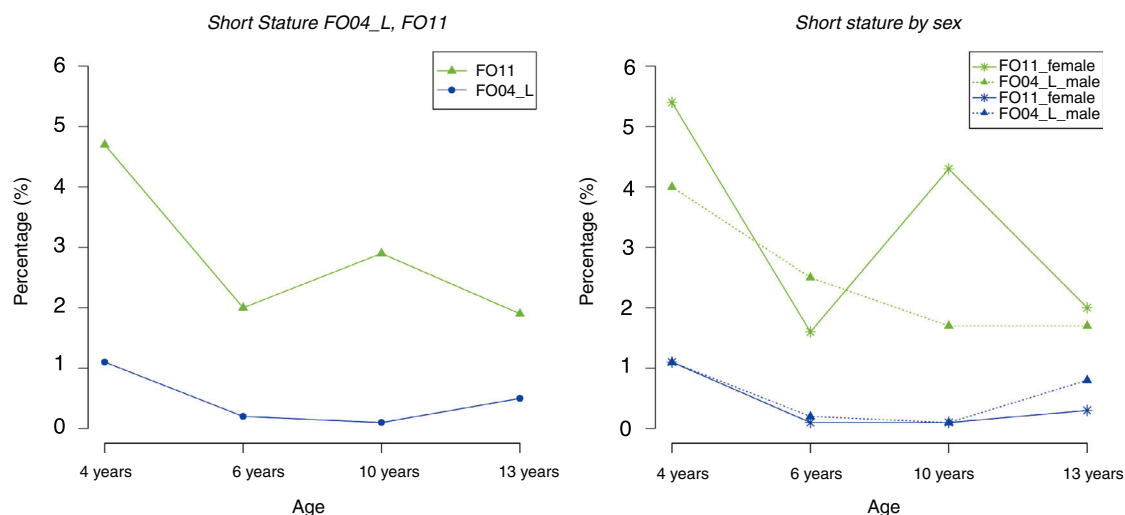 Short Stature FO04_L, FO11
6
5
4
3
2
1
0
Percentage (%)
FO11
FO04_L
4 years
6 years
10 years
13 years
Age
Short stature by sex
6
5
4
3
2
1
0
Percentage (%)
FO11_female
FO04_L_male
FO11_female
FO04_L_male
4 years
6 years
10 years
13 years
Age